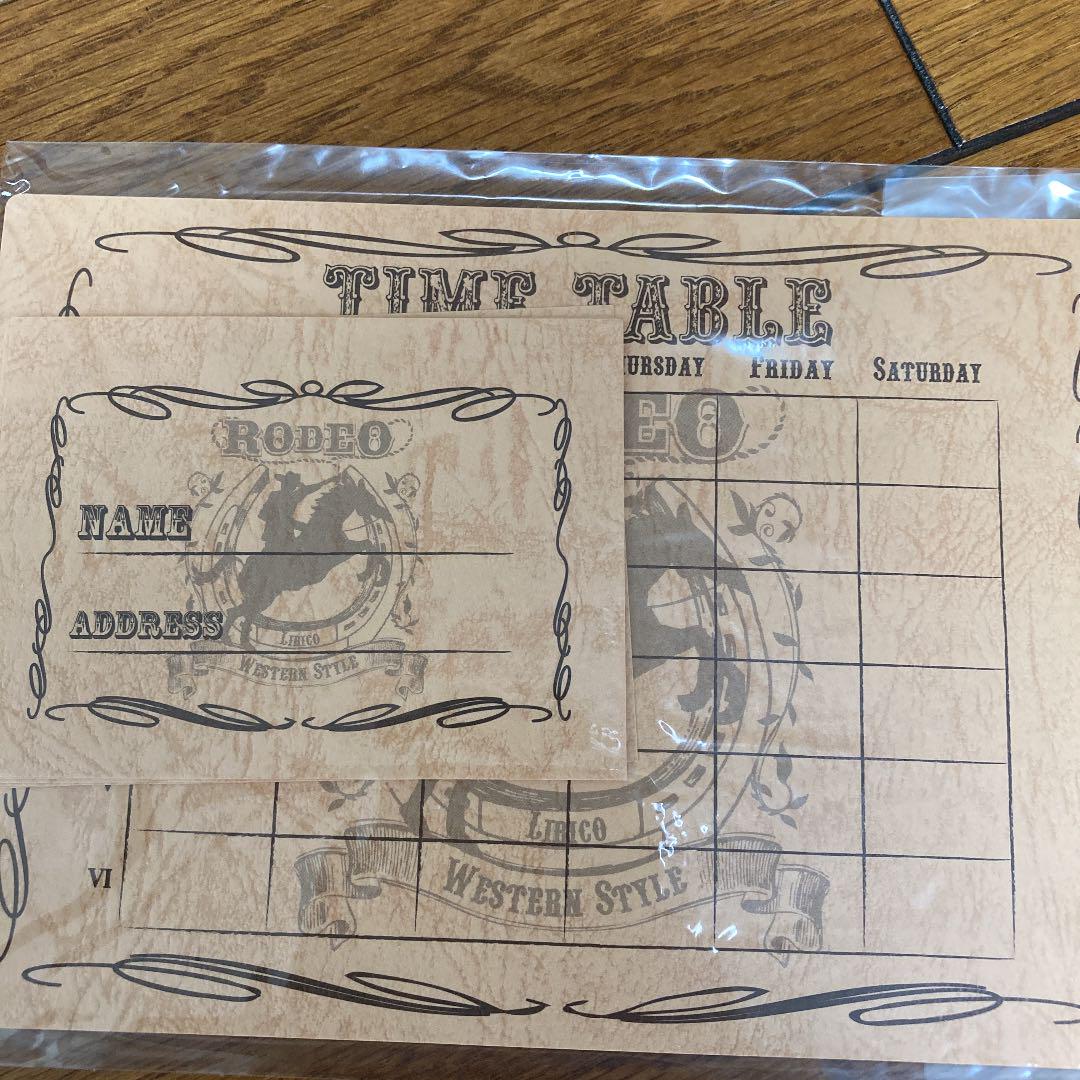 TIME TABLE
FRIDAY SATURDAY
RODEO
NAME
ADDRESS
LIRICO
WESTERN STYLE
VI
LIRICO
WESTERN STYLE